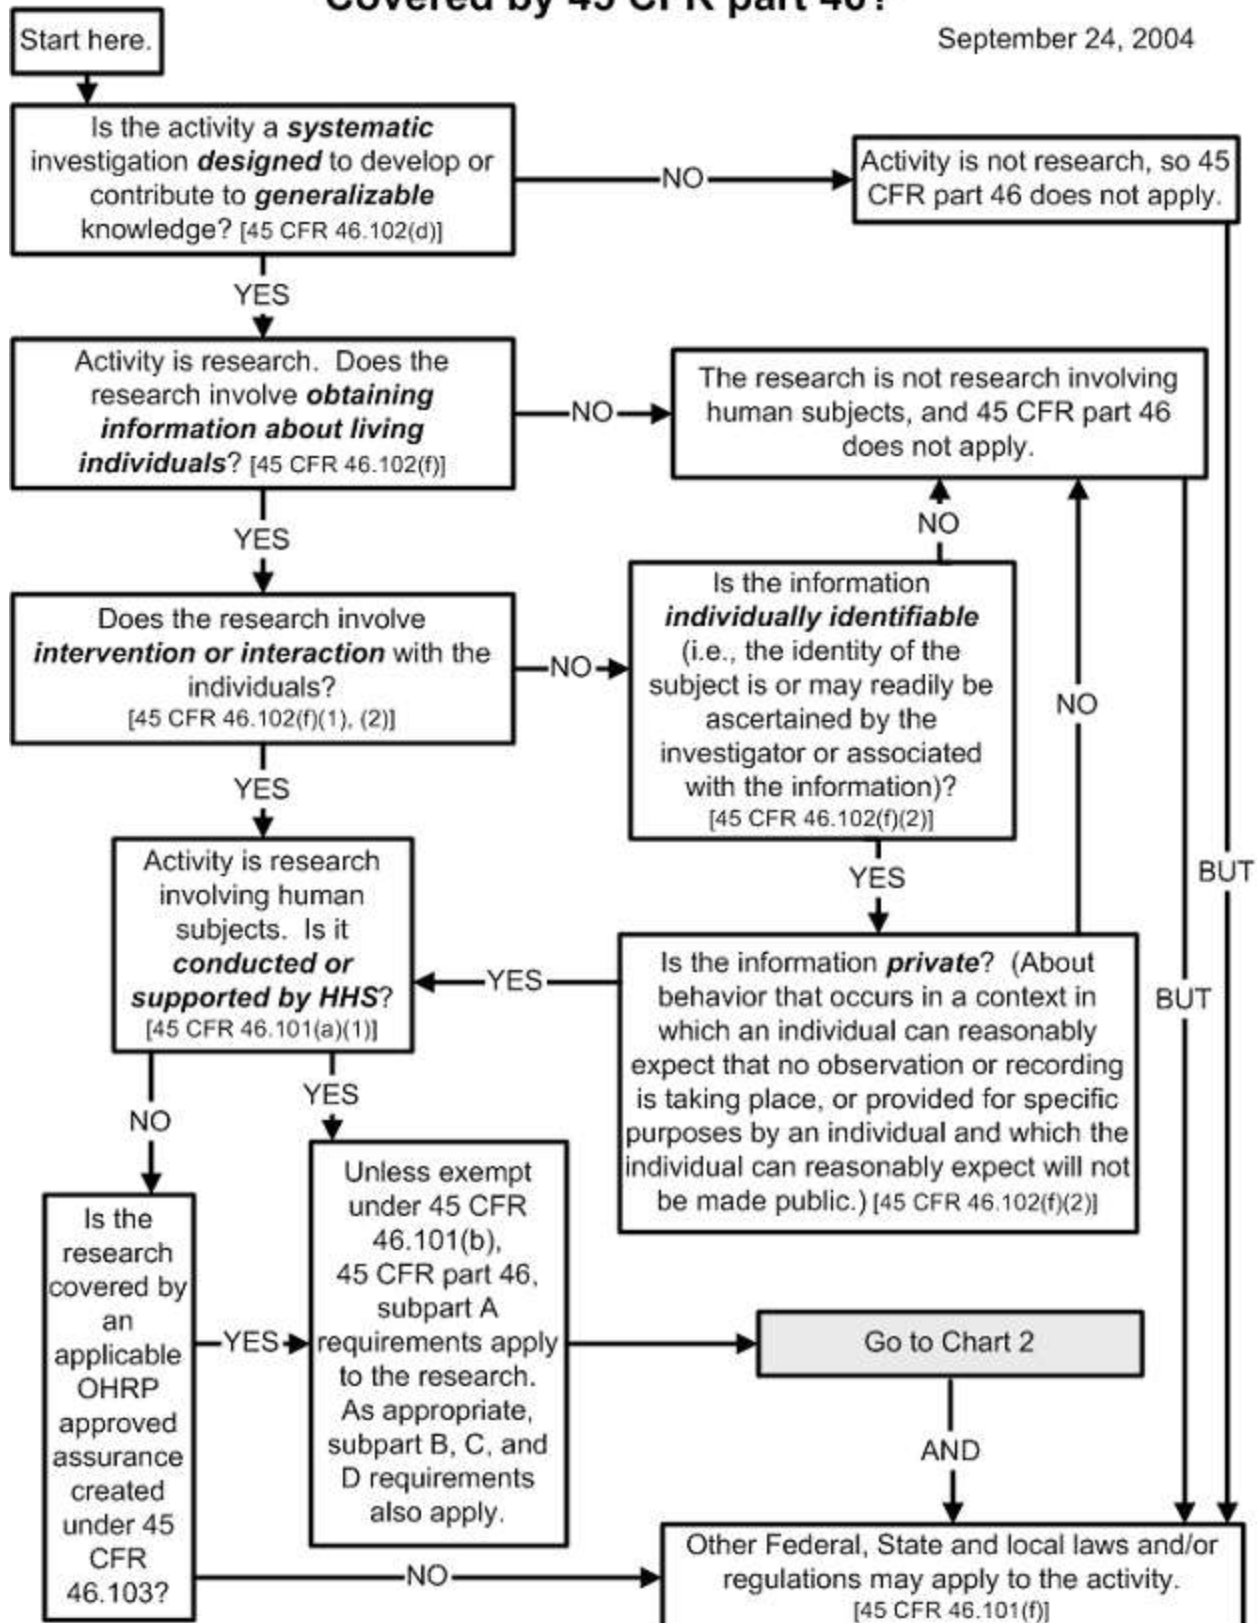 Covered by 45 CFR part 46?
Start here.
September 24, 2004
Is the activity a systematic
investigation designed to develop or
contribute to generalizable
knowledge? [45 CFR 46.102(d)]
NO
Activity is not research, so 45
CFR part 46 does not apply.
YES
Activity is research. Does the
research involve obtaining
information about living
individuals? [45 CFR 46.102(f)]
NO
The research is not research involving
human subjects, and 45 CFR part 46
does not apply.
YES
NO
Does the research involve
intervention or interaction with the
individuals?
[45 CFR 46.102(f)(1), (2)]
NO
Is the information
individually identifiable
(i.e., the identity of the
subject is or may readily be
ascertained by the
investigator or associated
with the information)?
[45 CFR 46.102(f)(2)]
NO
YES
YES
BUT
Activity is research
involving human
subjects. Is it
conducted or
supported by HHS?
[45 CFR 46.101(a)(1)]
YES
Is the information private? (About
behavior that occurs in a context in
which an individual can reasonably
expect that no observation or recording
is taking place, or provided for specific
purposes by an individual and which the
individual can reasonably expect will not
be made public.) [45 CFR 46.102(f)(2)]
BUT
NO
YES
Is the
research
covered by
an
applicable
OHRP
approved
assurance
created
under 45
CFR
46.103?
YES
Unless exempt
under 45 CFR
46.101(b),
45 CFR part 46,
subpart A
requirements apply
to the research.
As appropriate,
subpart B, C, and
D requirements
also apply.
Go to Chart 2
AND
NO
Other Federal, State and local laws and/or
regulations may apply to the activity.
[45 CFR 46.101(f)]